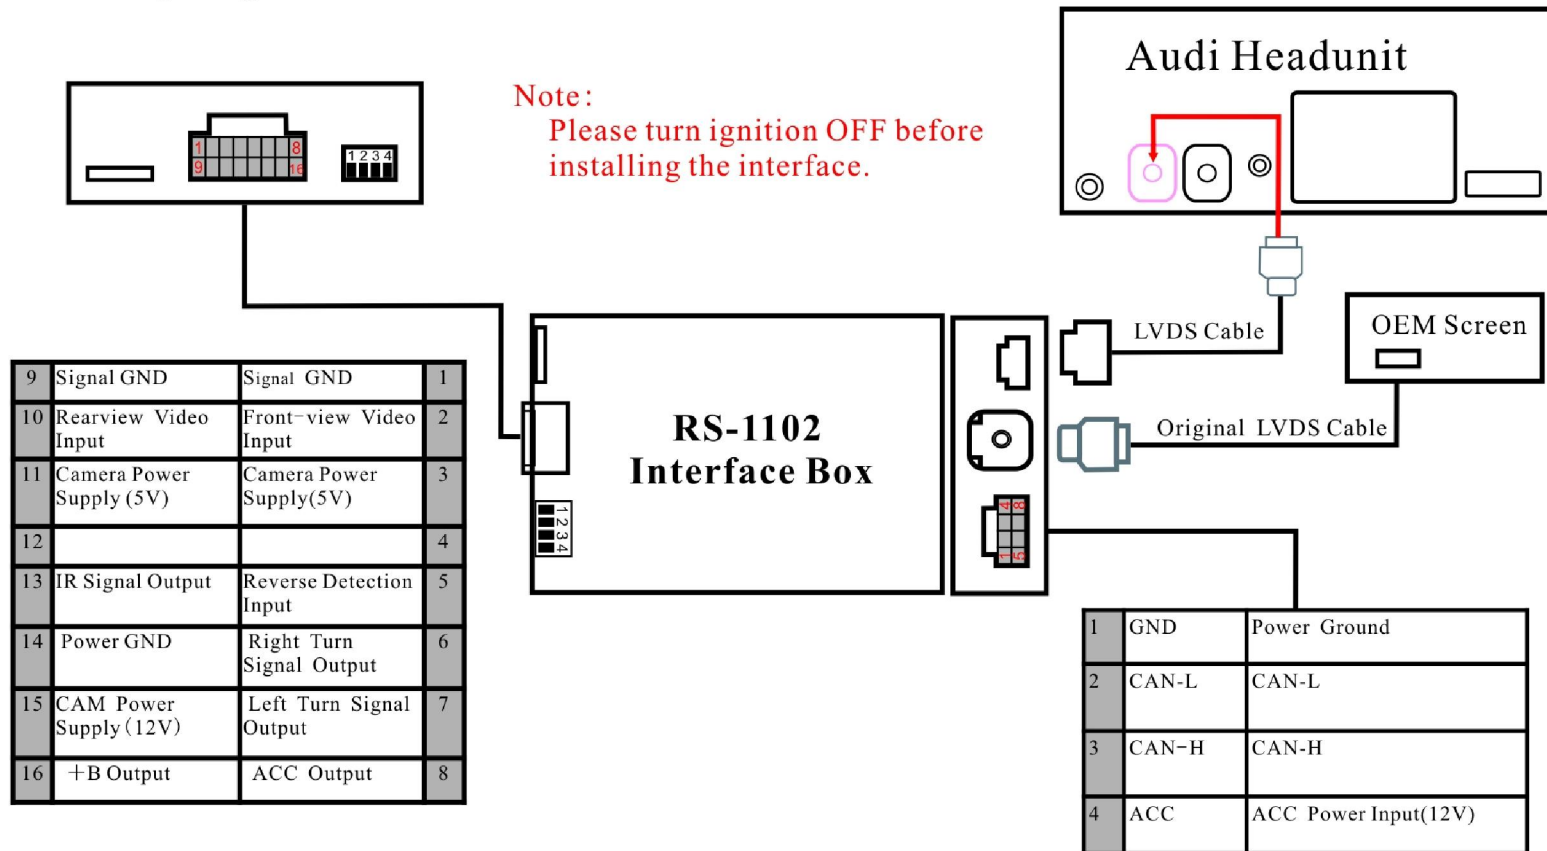 Audi Headunit
Note:
Please turn ignition OFF before
installing the interface.
1 8
9 16
1 2 3 4
LVDS Cable
OEM Screen
Original LVDS Cable
RS-1102
Interface Box
1 2 3 4
4 8
1 5
9 Signal GND Signal GND 1
10 Rearview Video Front-view Video 2
Input Input
11 Camera Power Camera Power 3
Supply (5V) Supply(5V)
12 4
13 IR Signal Output Reverse Detection 5
Input
14 Power GND Right Turn 6
Signal Output
15 CAM Power Left Turn Signal 7
Supply (12V) Output
16 +B Output ACC Output 8
1 GND Power Ground
2 CAN-L CAN-L
3 CAN-H CAN-H
4 ACC ACC Power Input(12V)